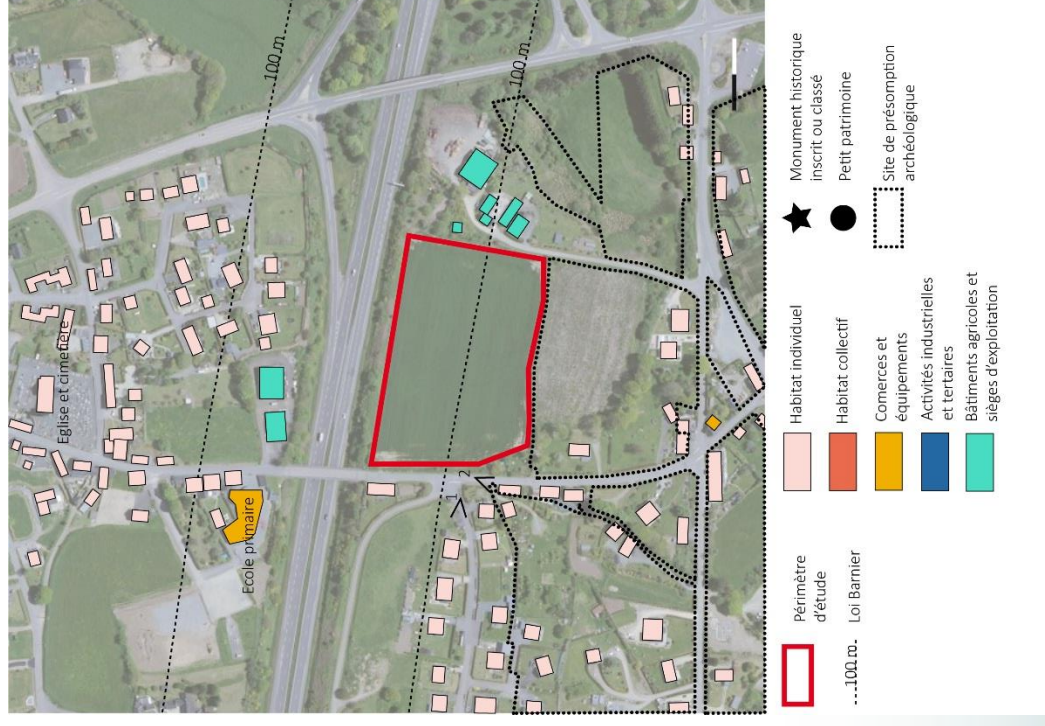 100 m
100 m
Eglise et cimetière
Ecole primaire
1
2
Périmètre
d'étude
100 m
Loi Barnier
Habitat individuel
Habitat collectif
Comerces et
équipements
Activités industrielles
et tertaires
Bâtiments agricoles et
sièges d'exploitation
Monument historique
inscrit ou classé
Petit patrimoine
Site de présomption
archéologique